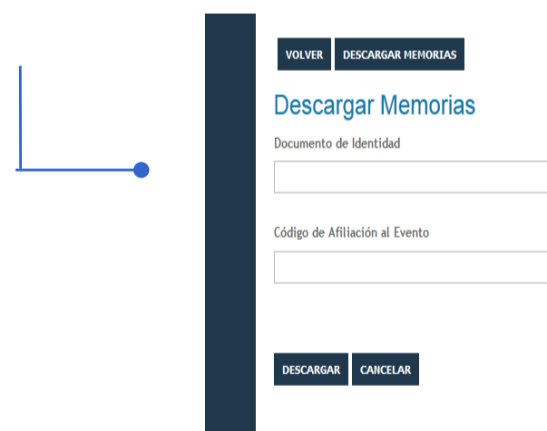 VOLVER DESCARGAR MEMORIAS
Descargar Memorias
Documento de Identidad
Código de Afiliación al Evento
DESCARGAR CANCELAR